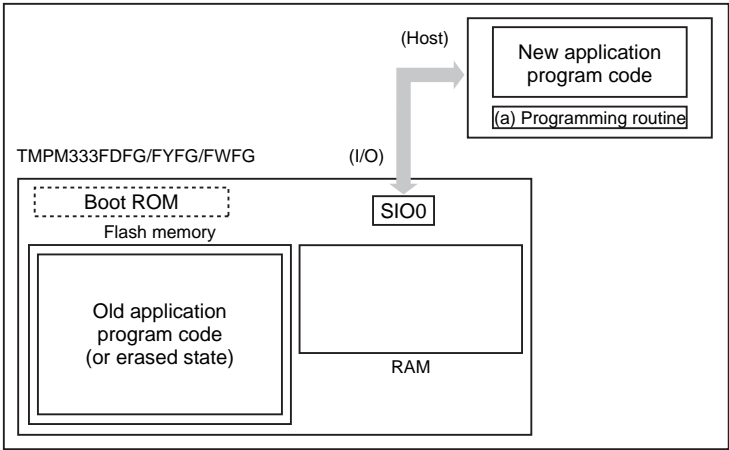 (Host)
New application
program code
(a) Programming routine
TMPM333FDFG/FYFG/FWFG
(I/O)
Boot ROM
SIO0
Flash memory
Old application
program code
(or erased state)
RAM